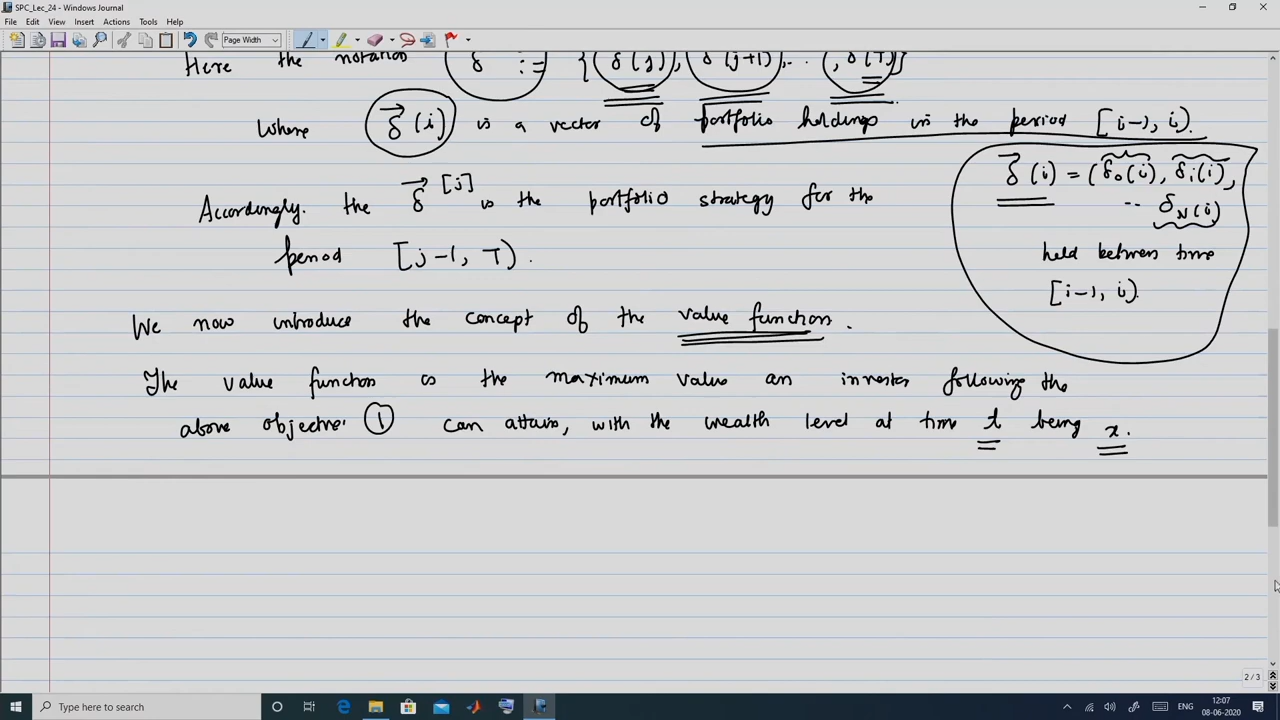 SPC_Lec_24 - Windows Journal
File Edit View Insert Actions Tools Help
Page Width
Here the notation δ := {δ(j), δ(j+1), .. , δ(T)}
Where δ⃗(i) is a vector of portfolio holdings in the period [i-1, i).
δ⃗(i) = (δ₀(i), δ₁(i),
-- δ_N(i)
held between time
[i-1, i).
Accordingly. the δ⃗^[j] is the portfolio strategy for the
period [j-1, T).
We now introduce the concept of the value function.
The value function is the maximum value an investor following the
above objective ① can attain, with the wealth level at time t being x.
2/3
Type here to search
12:07
08-06-2020